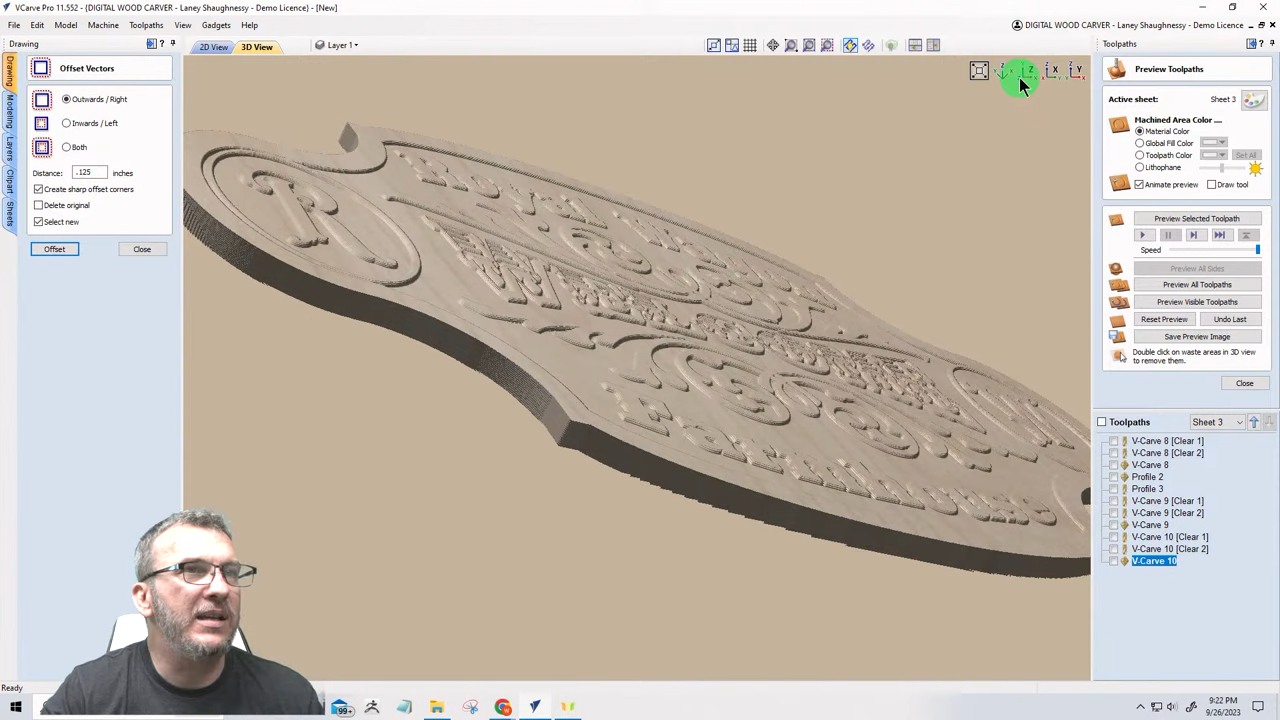 VCarve Pro 11.552 - {DIGITAL WOOD CARVER - Laney Shaughnessy - Demo Licence} - [New]
File Edit Model Machine Toolpaths View Gadgets Help
DIGITAL WOOD CARVER - Laney Shaughnessy - Demo Licence
Drawing
2D View 3D View Layer 1
Toolpaths
Drawing
Modeling
Layers
Clipart
Sheets
Offset Vectors
Outwards / Right
Inwards / Left
Both
Distance: .125 inches
Create sharp offset corners
Delete original
Select new
Offset Close
Z X Y
Preview Toolpaths
Active sheet: Sheet 3
Machined Area Color ....
Material Color
Global Fill Color
Toolpath Color Set All
Lithophane
Animate preview Draw tool
Preview Selected Toolpath
Speed
Preview All Sides
Preview All Toolpaths
Preview Visible Toolpaths
Reset Preview Undo Last
Save Preview Image
Double click on waste areas in 3D view
to remove them.
Close
Toolpaths Sheet 3
V-Carve 8 [Clear 1]
V-Carve 8 [Clear 2]
V-Carve 8
Profile 2
Profile 3
V-Carve 9 [Clear 1]
V-Carve 9 [Clear 2]
V-Carve 9
V-Carve 10 [Clear 1]
V-Carve 10 [Clear 2]
V-Carve 10
Ready
99+
9:22 PM
9/26/2023